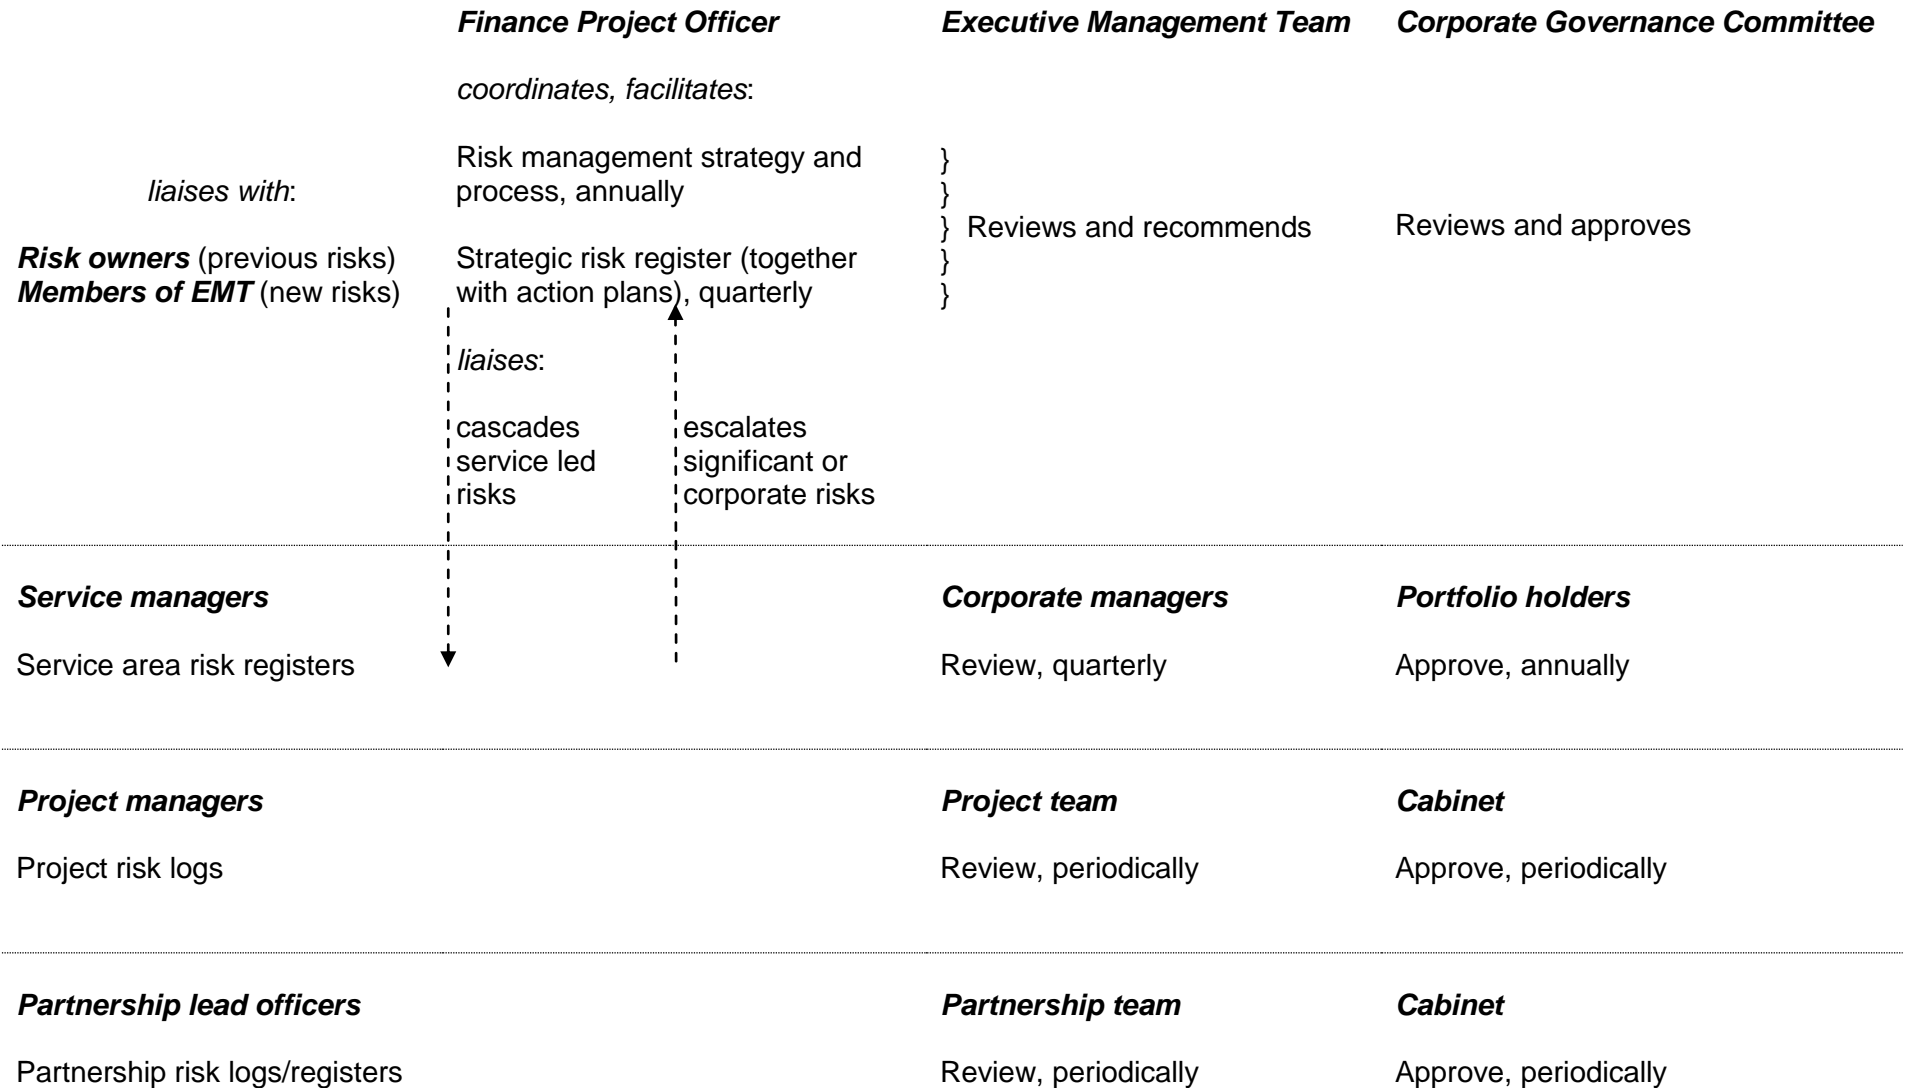 Finance Project Officer
Executive Management Team
Corporate Governance Committee
coordinates, facilitates:
liaises with:
Risk owners (previous risks)
Members of EMT (new risks)
Risk management strategy and
process, annually
Strategic risk register (together
with action plans), quarterly
}
}
} Reviews and recommends
}
}
Reviews and approves
liaises:
cascades
service led
risks
escalates
significant or
corporate risks
Service managers
Corporate managers
Portfolio holders
Service area risk registers
Review, quarterly
Approve, annually
Project managers
Project team
Cabinet
Project risk logs
Review, periodically
Approve, periodically
Partnership lead officers
Partnership team
Cabinet
Partnership risk logs/registers
Review, periodically
Approve, periodically